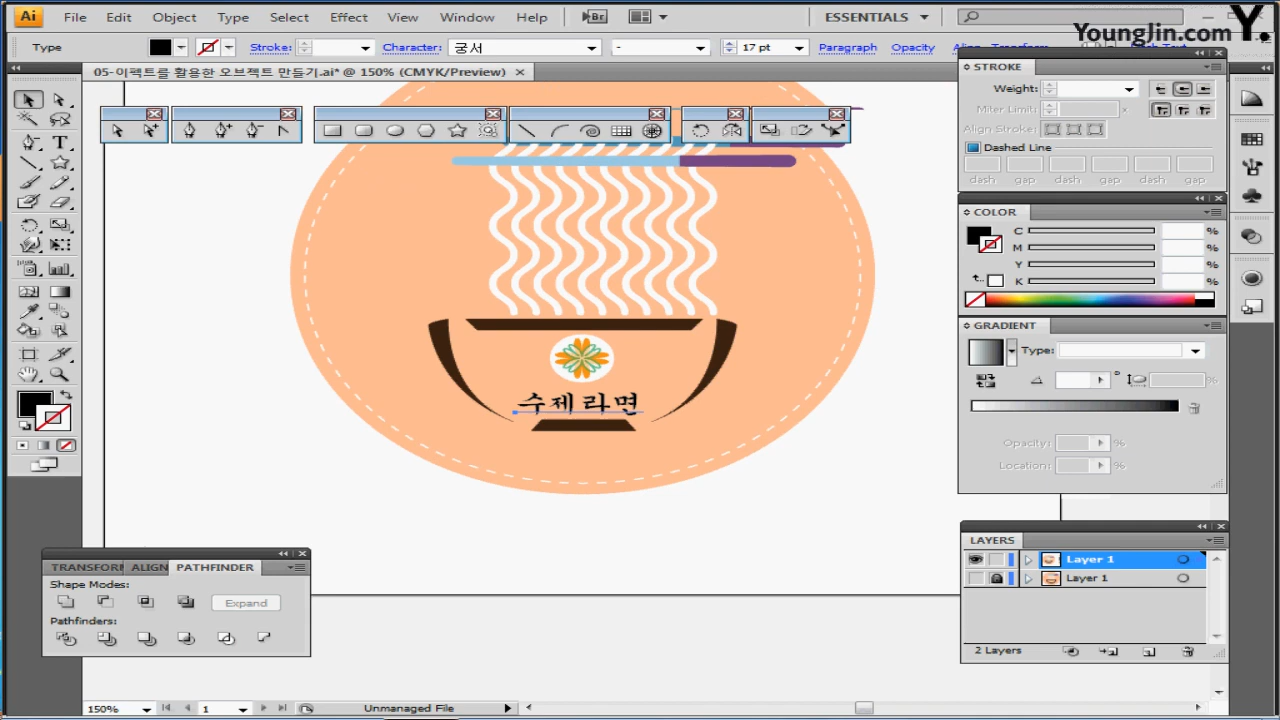 Ai File Edit Object Type Select Effect View Window Help Br ESSENTIALS
YoungJin.com Y.
Type Stroke: Character: 궁서 - 17 pt Paragraph Opacity
05-이펙트를 활용한 오브젝트 만들기.ai* @ 150% (CMYK/Preview)
STROKE
Weight:
Miter Limit: x
Align Stroke:
Dashed Line
dash gap dash gap dash gap
COLOR
C %
M %
Y %
K %
GRADIENT
Type:
°
%
Opacity: %
Location: %
수제라면
LAYERS
Layer 1
Layer 1
2 Layers
TRANSFORM ALIGN PATHFINDER
Shape Modes:
Expand
Pathfinders:
150% 1 Unmanaged File